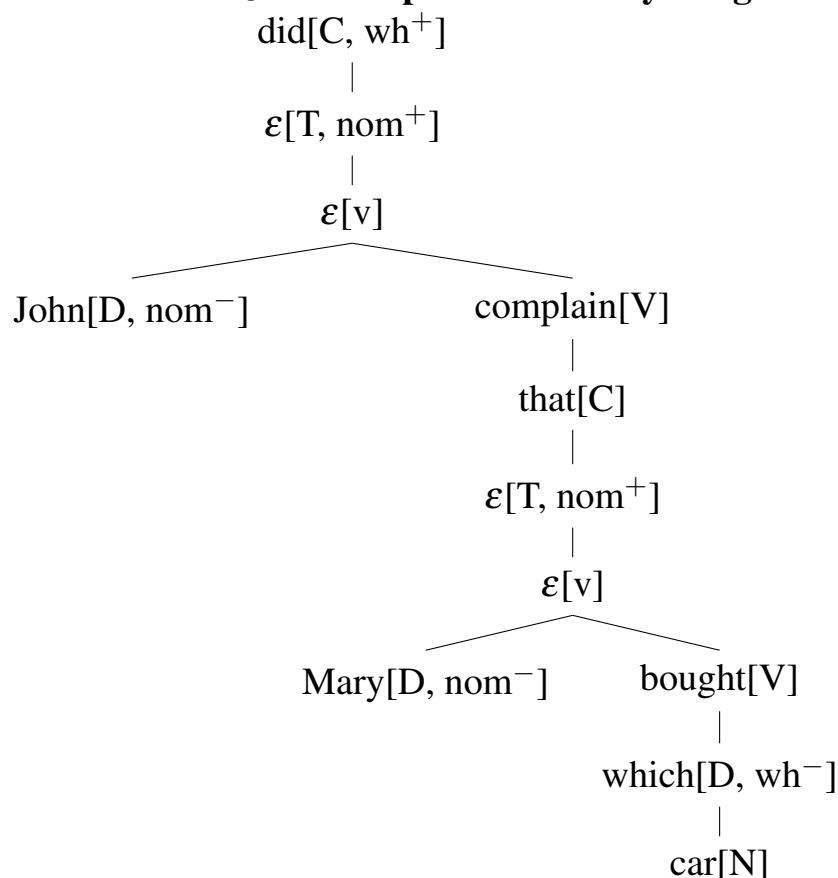 did[C, wh⁺]
ε[T, nom⁺]
ε[v]
John[D, nom⁻] complain[V]
that[C]
ε[T, nom⁺]
ε[v]
Mary[D, nom⁻] bought[V]
which[D, wh⁻]
car[N]